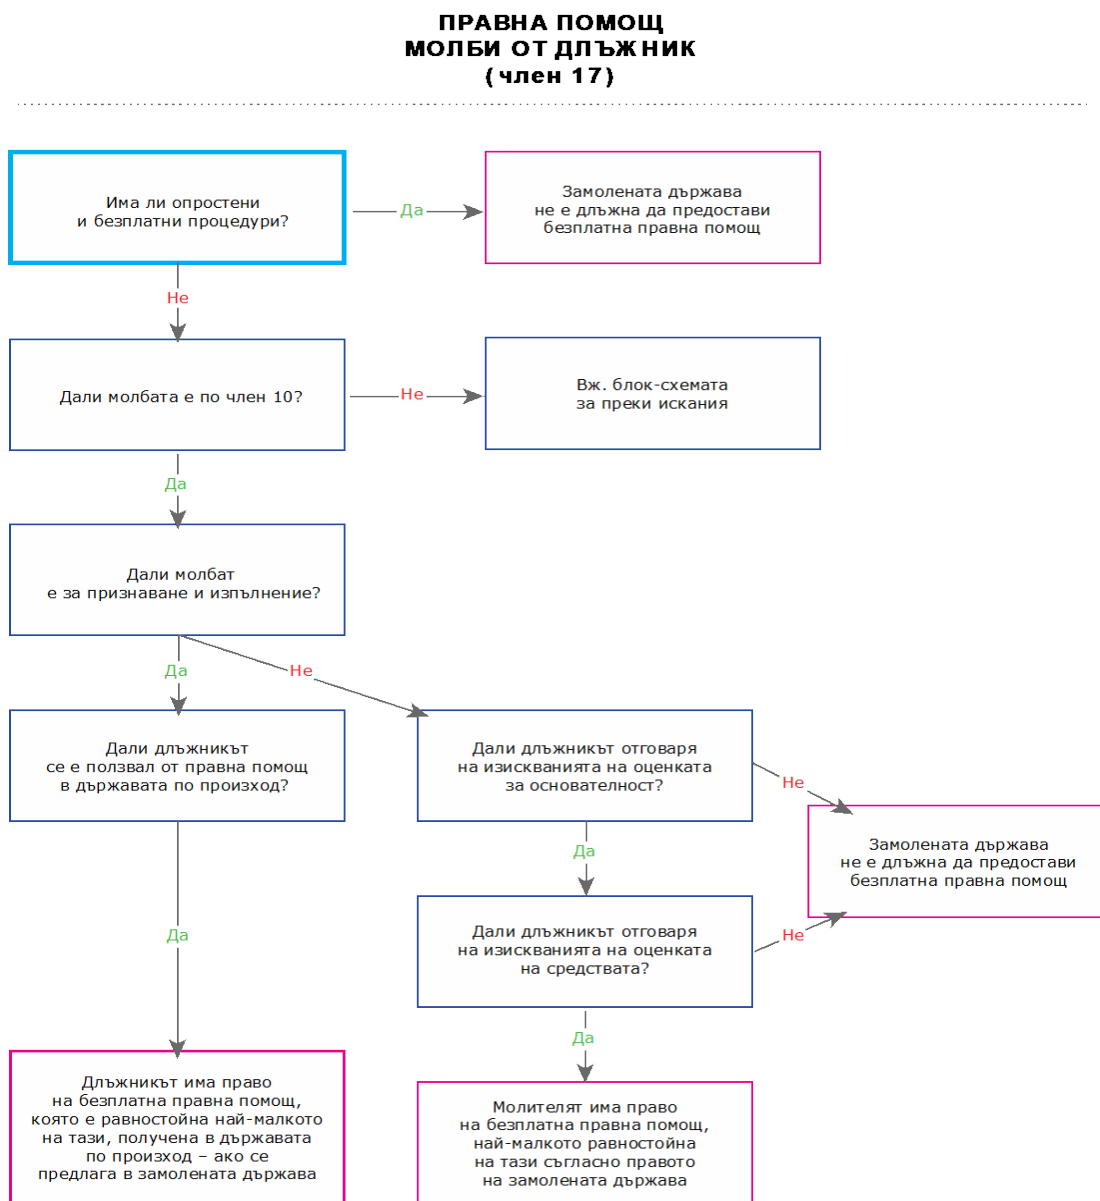 ПРАВНА ПОМОЩ
МОЛБИ ОТ ДЛЪЖНИК
(член 17)
Има ли опростени
и безплатни процедури?
Да
Замолената държава
не е длъжна да предостави
безплатна правна помощ
Не
Дали молбата е по член 10?
Не
Вж. блок-схемата
за преки искания
Да
Дали молбат
е за признаване и изпълнение?
Да
Не
Дали длъжникът
се е ползвал от правна помощ
в държавата по произход?
Дали длъжникът отговаря
на изискванията на оценката
за основателност?
Не
Замолената държава
не е длъжна да предостави
безплатна правна помощ
Да
Дали длъжникът отговаря
на изискванията на оценката
на средствата?
Не
Да
Да
Длъжникът има право
на безплатна правна помощ,
която е равностойна най-малкото
на тази, получена в държавата
по произход – ако се
предлага в замолената държава
Молителят има право
на безплатна правна помощ,
най-малкото равностойна
на тази съгласно правото
на замолената държава